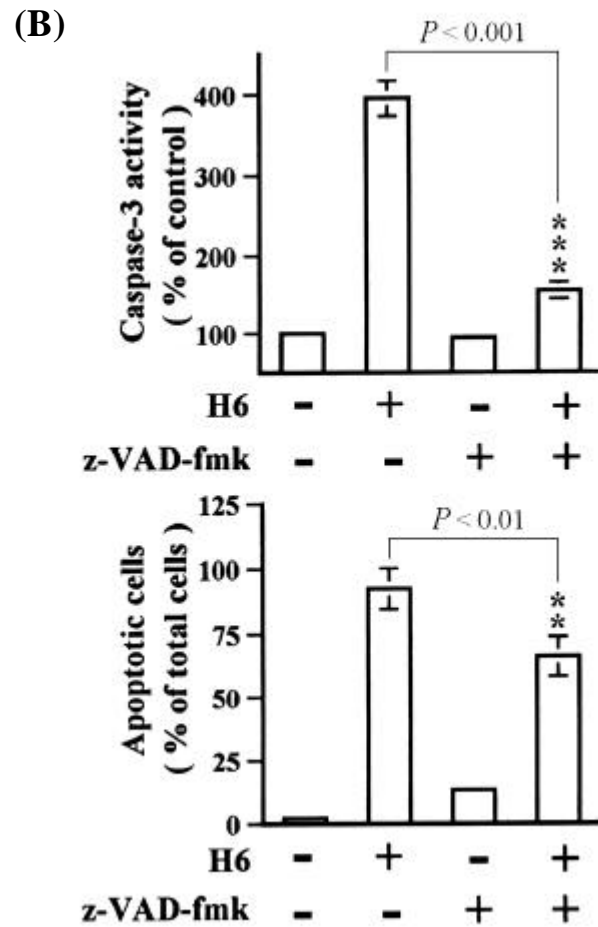 (B)
P < 0.001
Caspase-3 activity
( % of control )
400
300
200
100
***
H6 - + - +
z-VAD-fmk - - + +
P < 0.01
Apoptotic cells
( % of total cells )
125
100
75
50
25
0
**
H6 - + - +
z-VAD-fmk - - + +